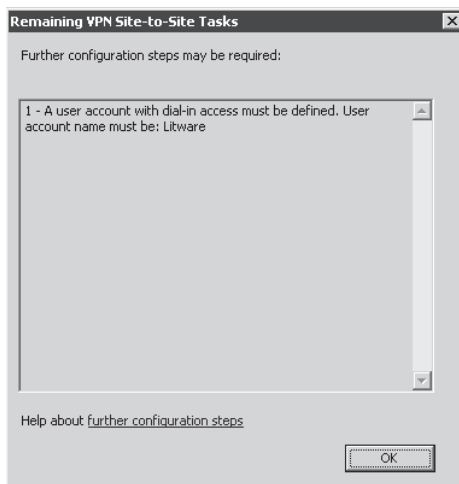 Remaining VPN Site-to-Site Tasks
Further configuration steps may be required:
1 - A user account with dial-in access must be defined. User
account name must be: Litware
Help about further configuration steps
OK